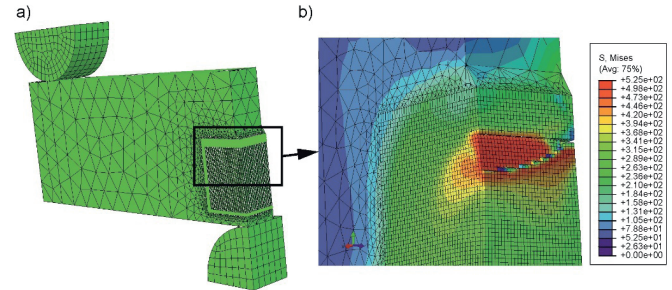 a)
b)
S, Mises
(Avg: 75%)
+5.25e+02
+4.98e+02
+4.73e+02
+4.46e+02
+4.20e+02
+3.94e+02
+3.68e+02
+3.41e+02
+3.15e+02
+2.89e+02
+2.63e+02
+2.36e+02
+2.10e+02
+1.84e+02
+1.58e+02
+1.31e+02
+1.05e+02
+7.88e+01
+5.25e+01
+2.63e+01
+0.00e+00